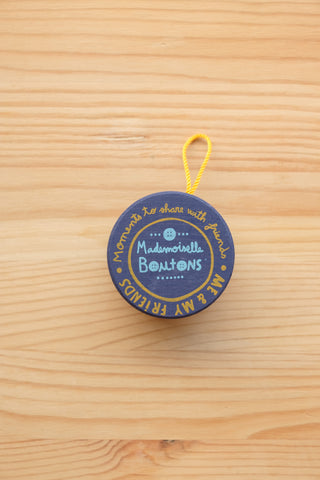 Moments to share with friends
Mademoiselle
BOUTONS
ME & MY FRIENDS